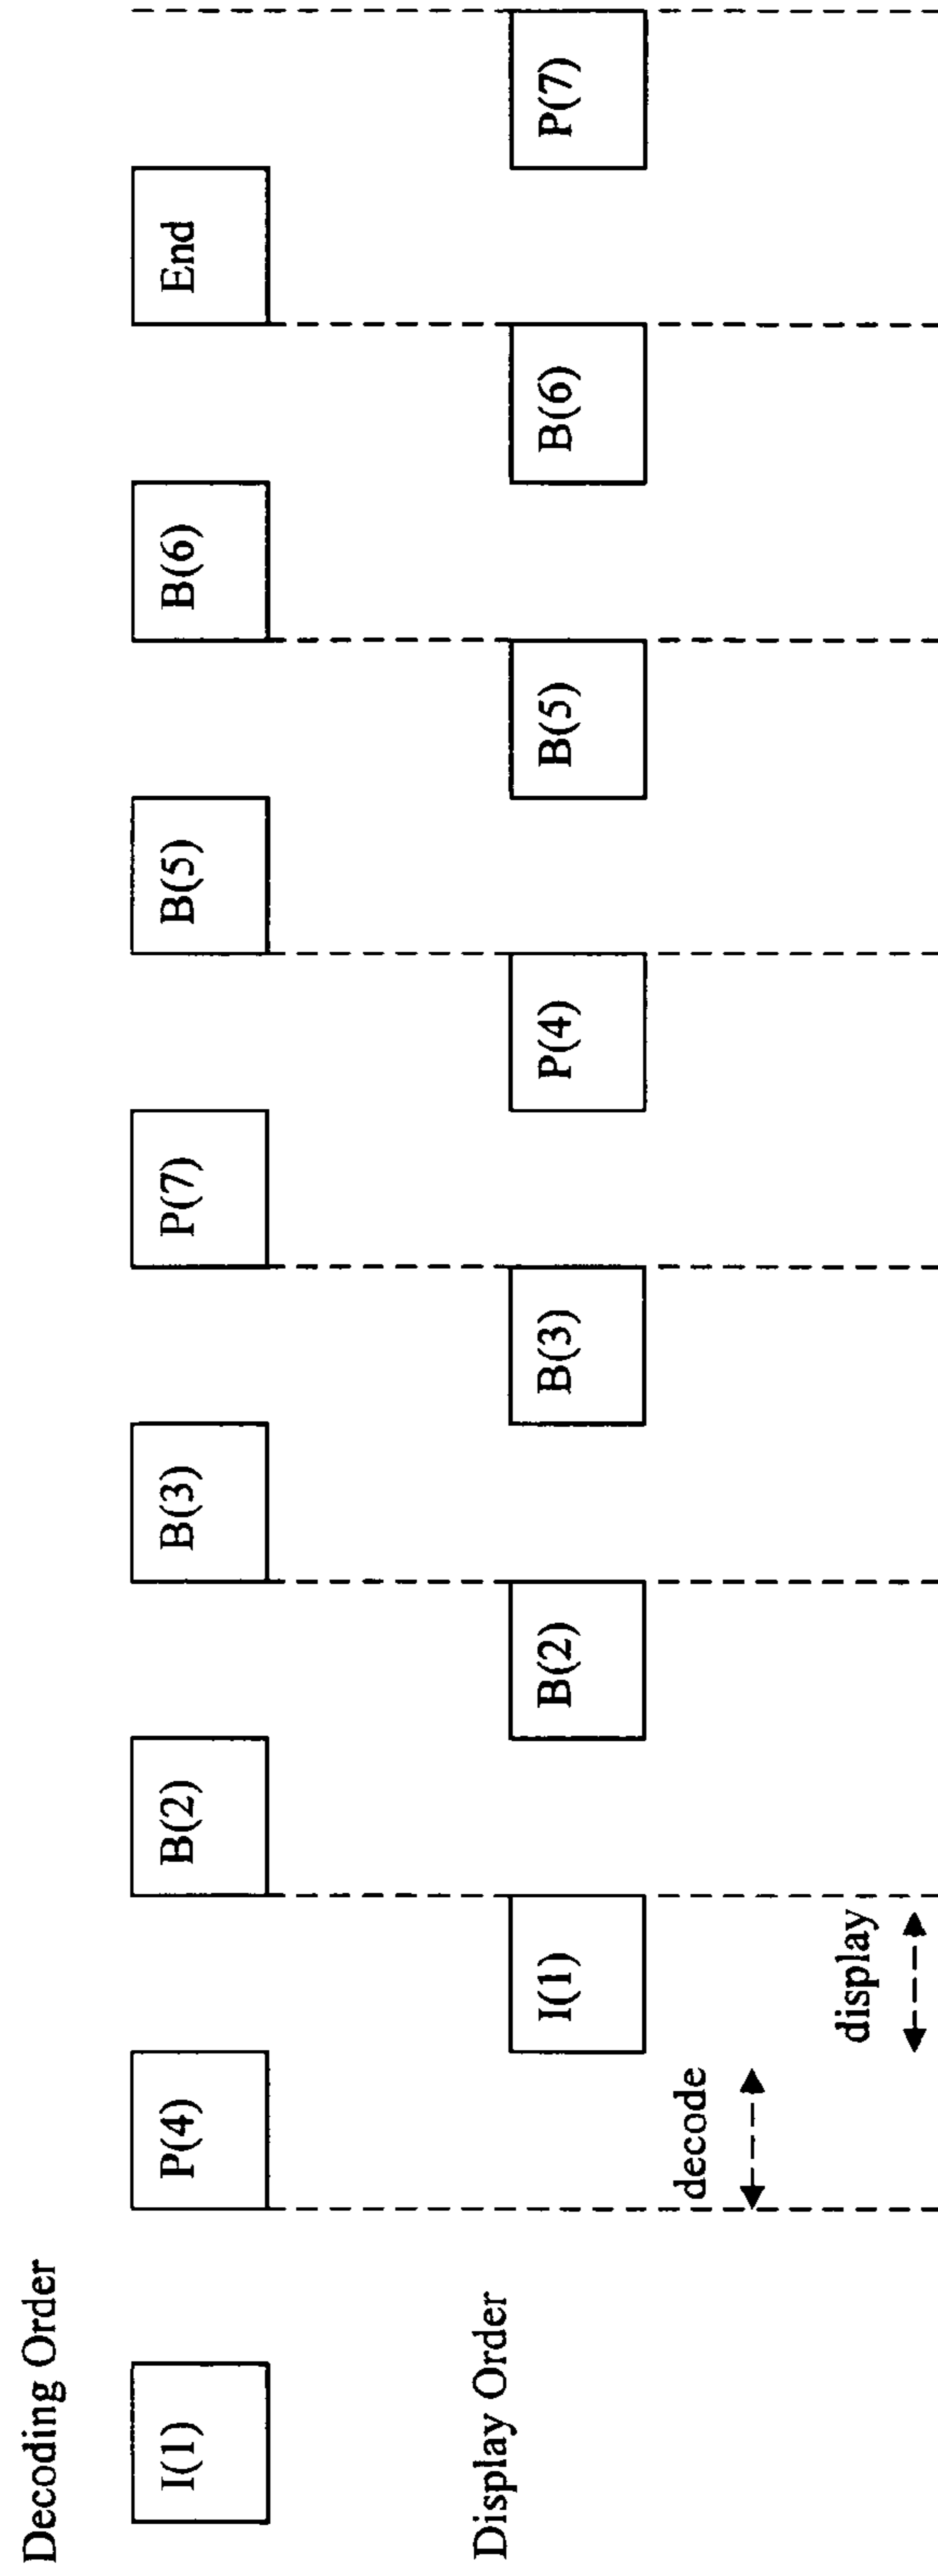 Decoding Order
I(1) P(4) B(2) B(3) P(7) B(5) B(6) End
Display Order
I(1) B(2) B(3) P(4) B(5) B(6) P(7)
decode
display